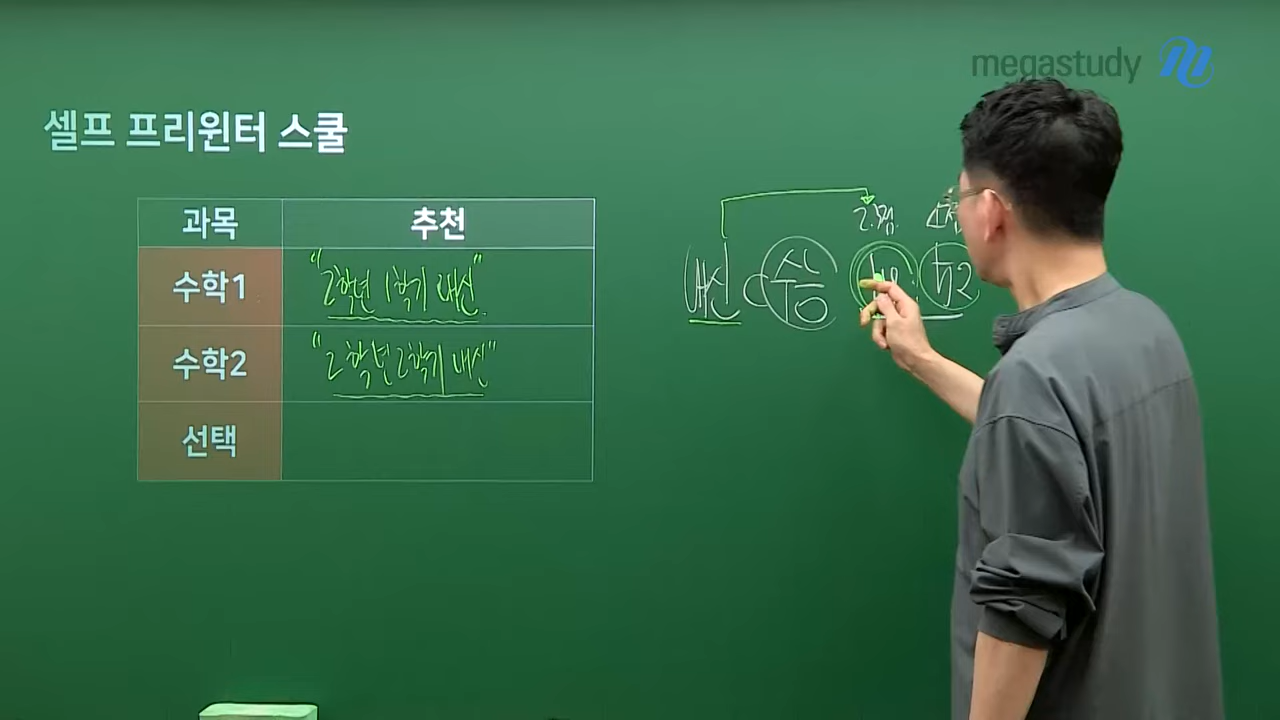 megastudy
셀프 프리윈터 스쿨
과목 추천
수학1 "2학년 1학기 내신"
수학2 "2학년 2학기 내신"
선택
내신 ⊂ 수능